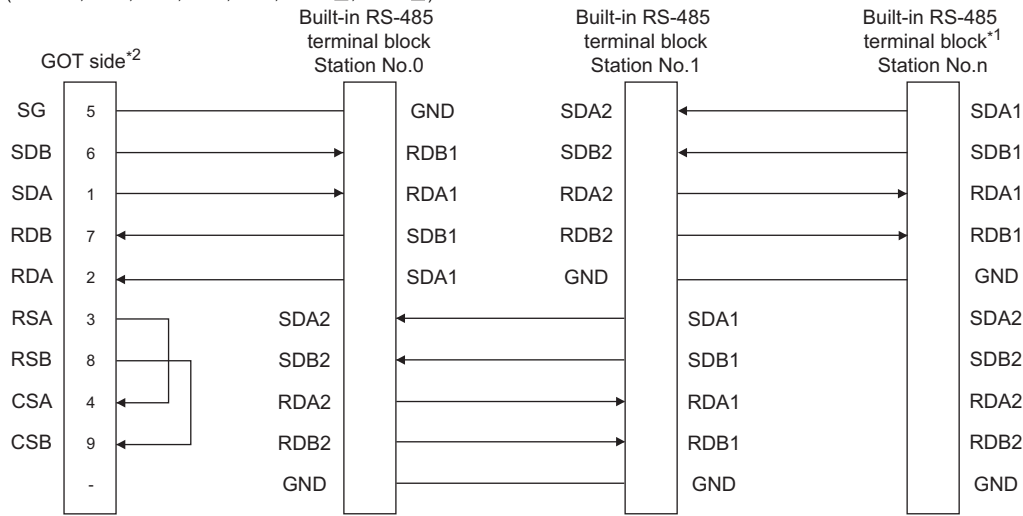 Built-in RS-485 Built-in RS-485 Built-in RS-485
terminal block terminal block terminal block*1
GOT side*2 Station No.0 Station No.1 Station No.n
SG 5 GND SDA2 SDA1
SDB 6 RDB1 SDB2 SDB1
SDA 1 RDA1 RDA2 RDA1
RDB 7 SDB1 RDB2 RDB1
RDA 2 SDA1 GND GND
RSA 3 SDA2 SDA1 SDA2
RSB 8 SDB2 SDB1 SDB2
CSA 4 RDA2 RDA1 RDA2
CSB 9 RDB2 RDB1 RDB2
- GND GND GND